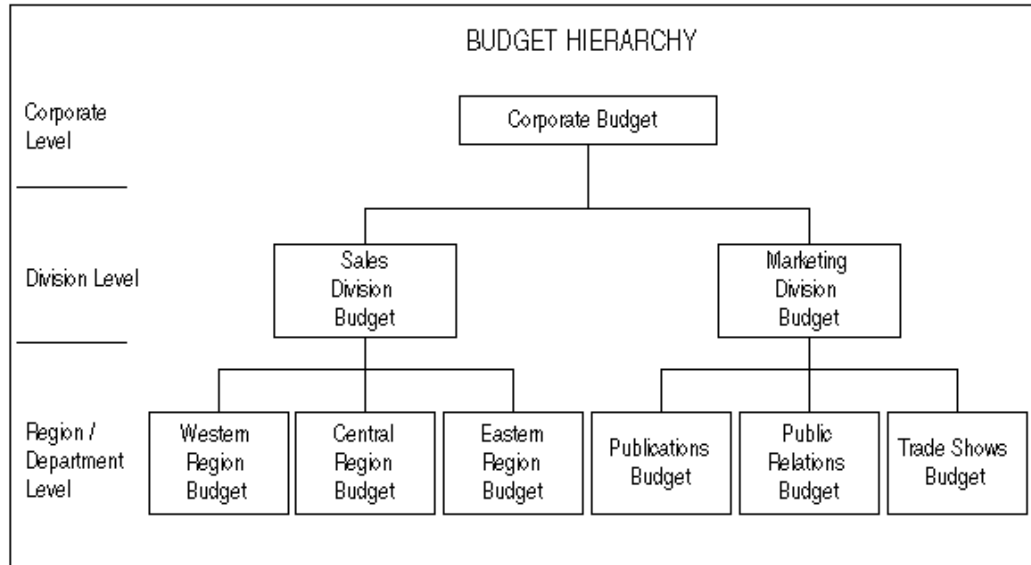 BUDGET HIERARCHY
Corporate
Level
Corporate Budget
Division Level
Sales
Division
Budget
Marketing
Division
Budget
Region /
Department
Level
Western
Region
Budget
Central
Region
Budget
Eastern
Region
Budget
Publications
Budget
Public
Relations
Budget
Trade Shows
Budget